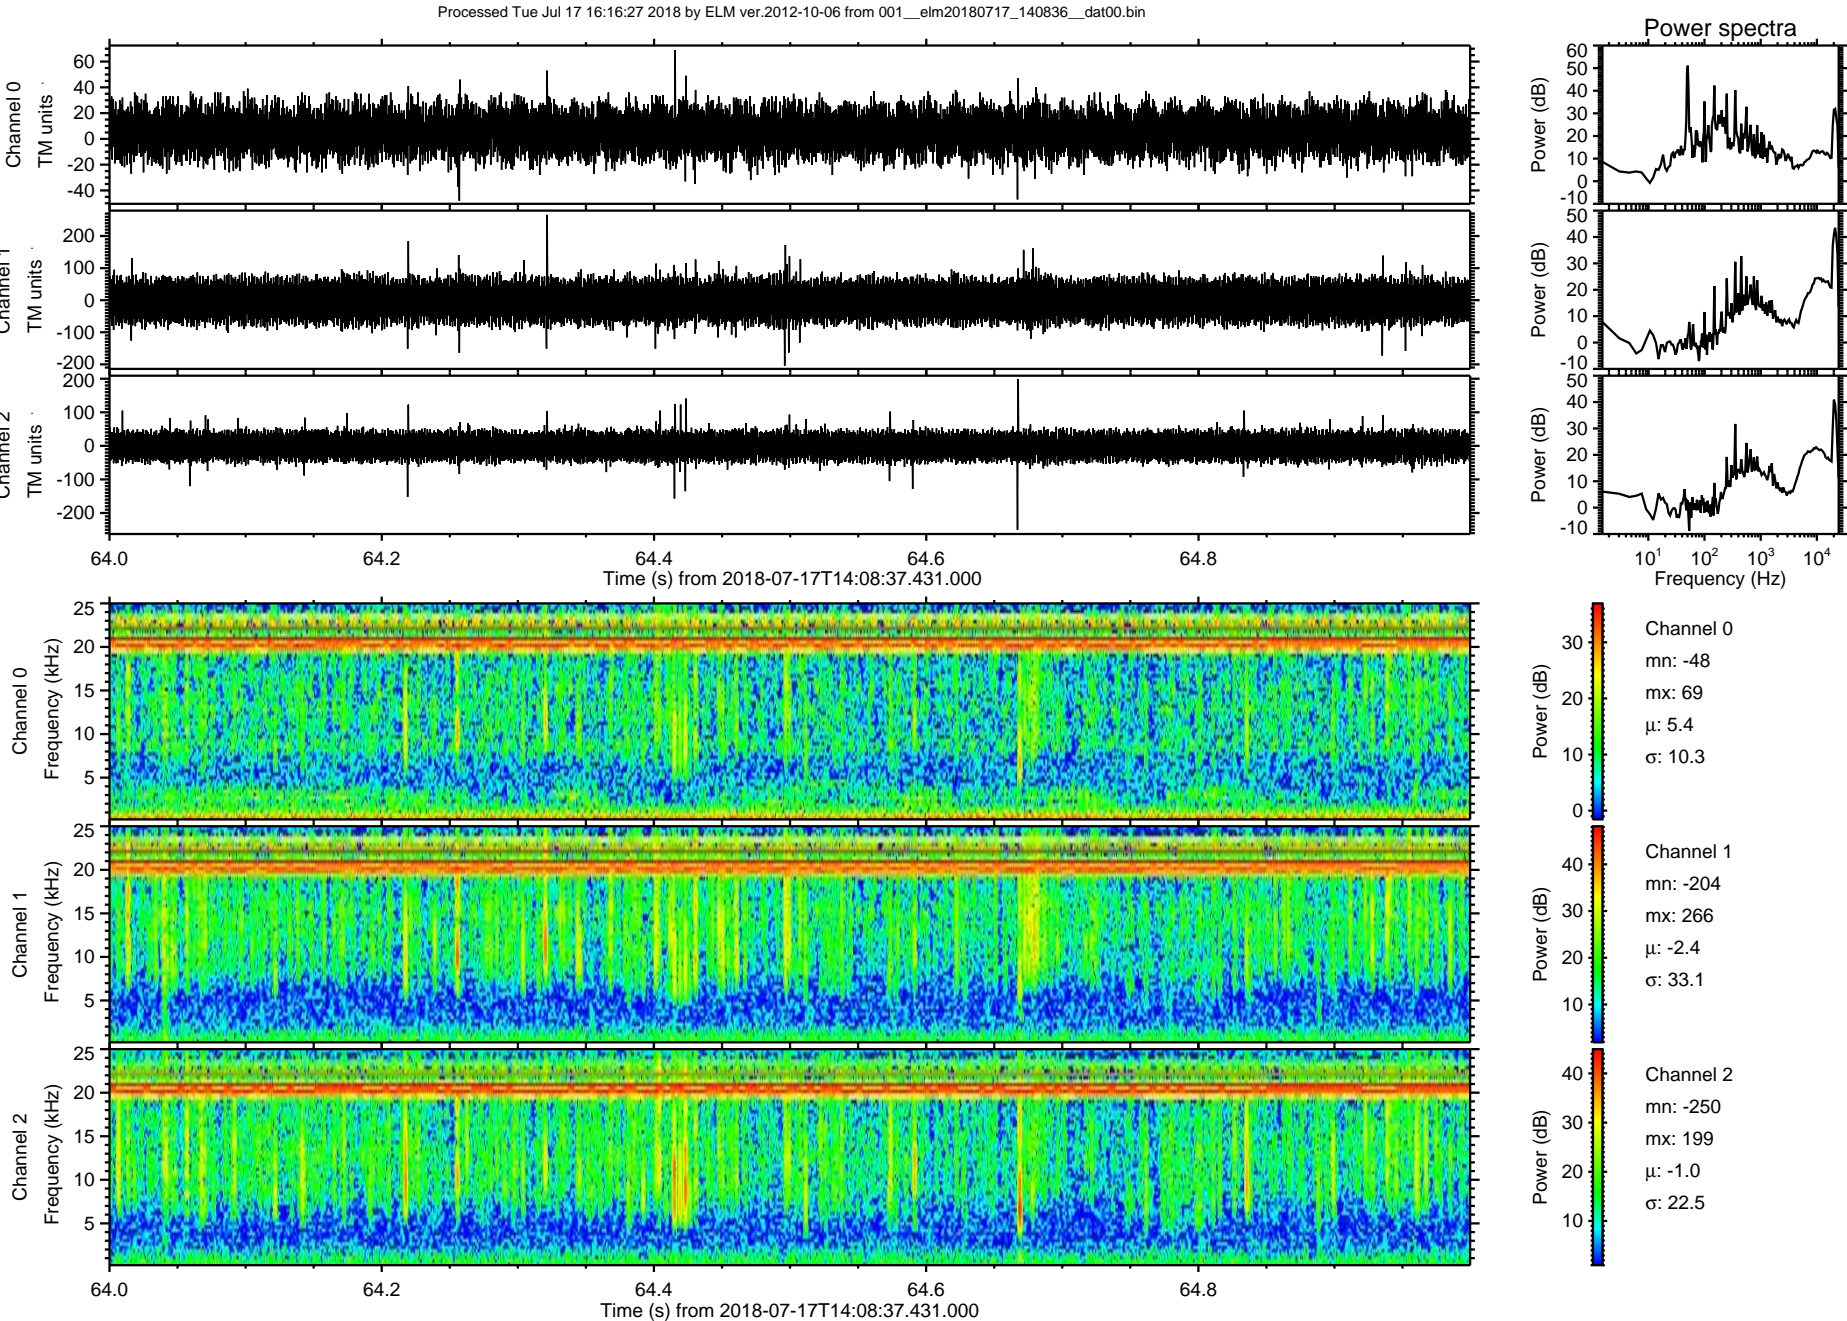 Processed Tue Jul 17 16:16:27 2018 by ELM ver.2012-10-06 from 001__elm20180717_140836__dat00.bin
Power spectra
Channel 0
TM units
60
40
20
0
-20
-40
Power (dB)
60
50
40
30
20
10
0
-10
Channel 1
TM units
200
100
0
-100
-200
Power (dB)
50
40
30
20
10
0
-10
Channel 2
TM units
200
100
0
-100
-200
Power (dB)
50
40
30
20
10
0
-10
64.0 64.2 64.4 64.6 64.8
Time (s) from 2018-07-17T14:08:37.431.000
10¹ 10² 10³ 10⁴
Frequency (Hz)
Channel 0
Frequency (kHz)
25
20
15
10
5
Power (dB)
30
20
10
0
Channel 0
mn: -48
mx: 69
μ: 5.4
σ: 10.3
Channel 1
Frequency (kHz)
25
20
15
10
5
Power (dB)
40
30
20
10
Channel 1
mn: -204
mx: 266
μ: -2.4
σ: 33.1
Channel 2
Frequency (kHz)
25
20
15
10
5
Power (dB)
40
30
20
10
Channel 2
mn: -250
mx: 199
μ: -1.0
σ: 22.5
64.0 64.2 64.4 64.6 64.8
Time (s) from 2018-07-17T14:08:37.431.000